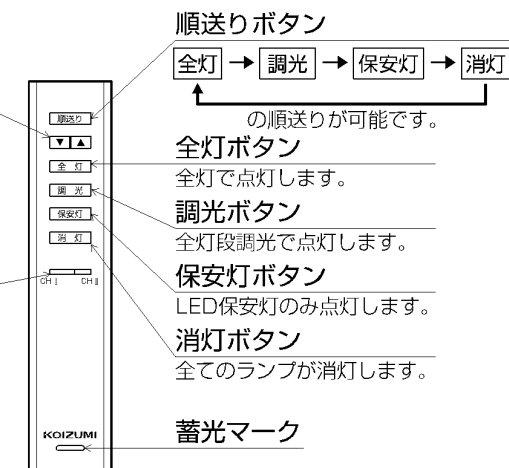 順送りボタン
全灯 → 調光 → 保安灯 → 消灯
の順送りが可能です。
全灯ボタン
全灯で点灯します。
調光ボタン
全灯段調光で点灯します。
保安灯ボタン
LED保安灯のみ点灯します。
消灯ボタン
全てのランプが消灯します。
蓄光マーク
順送り
▼ ▲
全 灯
調 光
保安灯
消 灯
CH I CH II
KOIZUMI